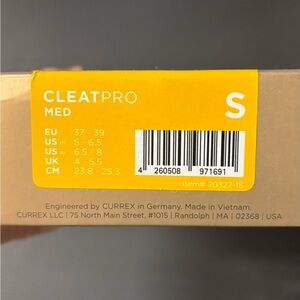 CLEATPRO
MED
S
EU 37 - 39
US m 5 - 6.5
US w 6.5 - 8
UK 4 - 5.5
CM 23.8 - 25.3
4 260508 971691
Item# 20322-18
Engineered by CURREX in Germany. Made in Vietnam.
CURREX LLC | 75 North Main Street, #1015 | Randolph | MA | 02368 | USA